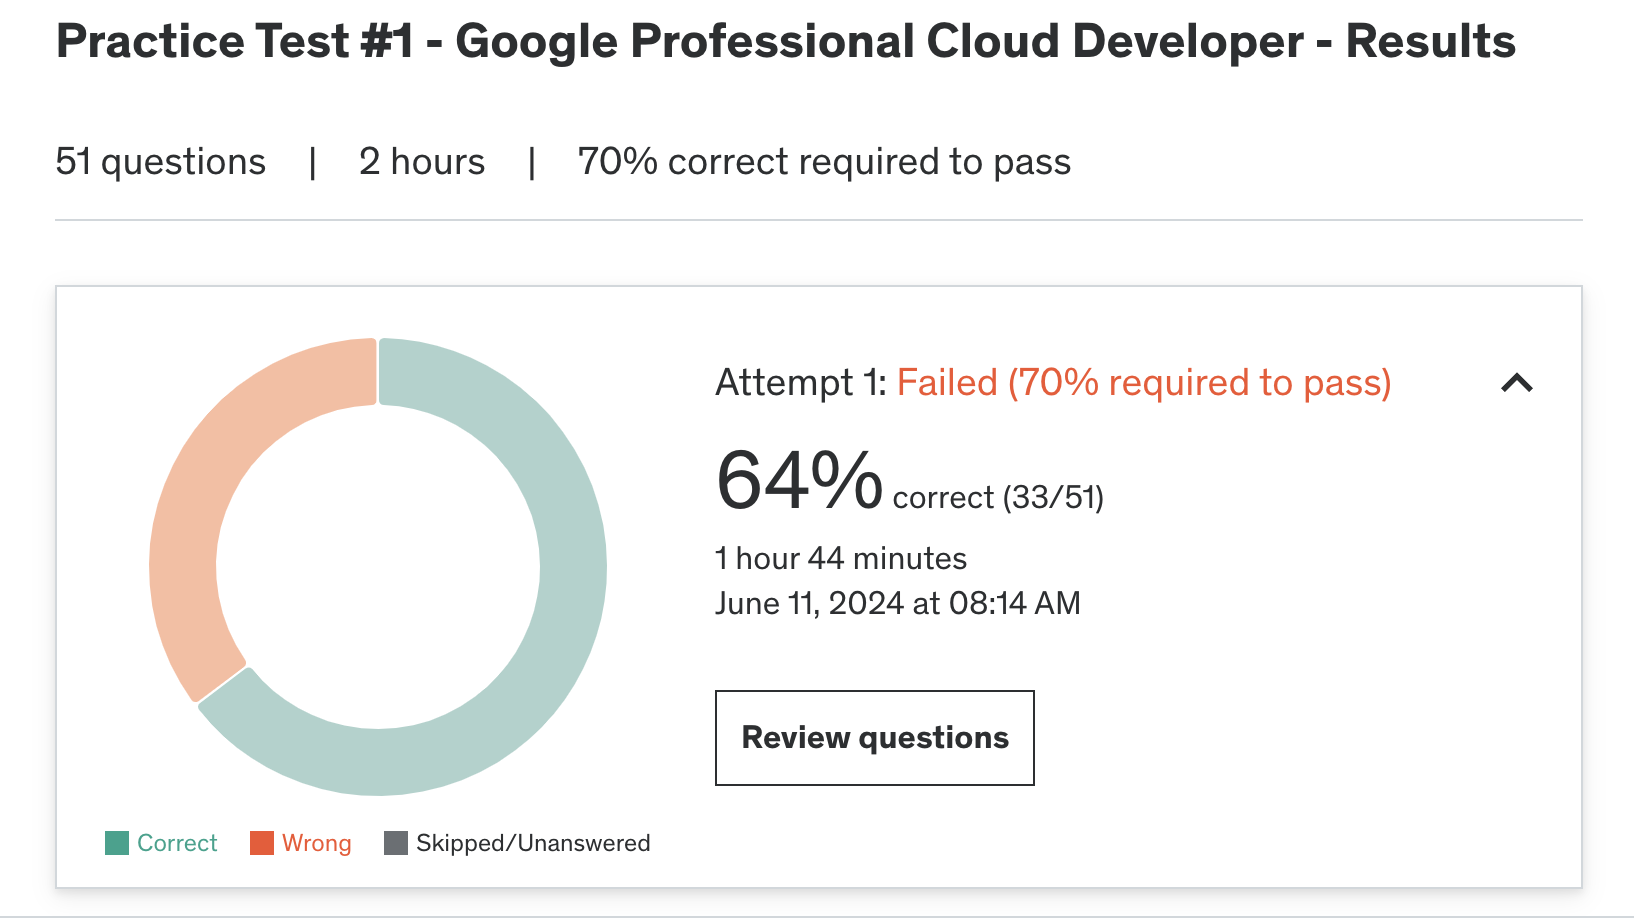 Practice Test #1 - Google Professional Cloud Developer - Results
51 questions | 2 hours | 70% correct required to pass
Attempt 1: Failed (70% required to pass)
64% correct (33/51)
1 hour 44 minutes
June 11, 2024 at 08:14 AM
Review questions
Correct Wrong Skipped/Unanswered